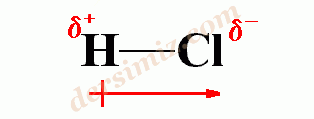 δ⁺ H—Cl δ⁻
dersimiz.com